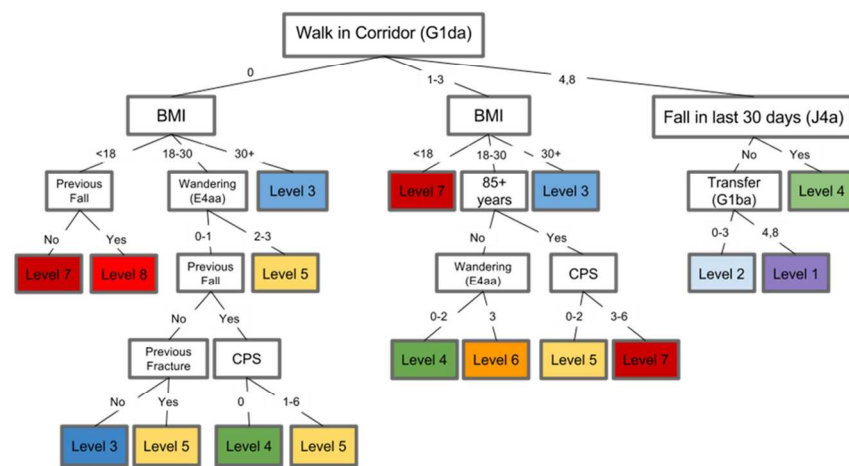 Walk in Corridor (G1da)
0
1-3
4,8
BMI
BMI
Fall in last 30 days (J4a)
<18
18-30
30+
<18
18-30
30+
No
Yes
Previous
Fall
Wandering
(E4aa)
Level 3
Level 7
85+
years
Level 3
Transfer
(G1ba)
Level 4
No
Yes
0-1
2-3
No
Yes
0-3
4,8
Level 7
Level 8
Previous
Fall
Level 5
Wandering
(E4aa)
CPS
Level 2
Level 1
No
Yes
0-2
3
0-2
3-6
Previous
Fracture
CPS
Level 4
Level 6
Level 5
Level 7
No
Yes
0
1-6
Level 3
Level 5
Level 4
Level 5